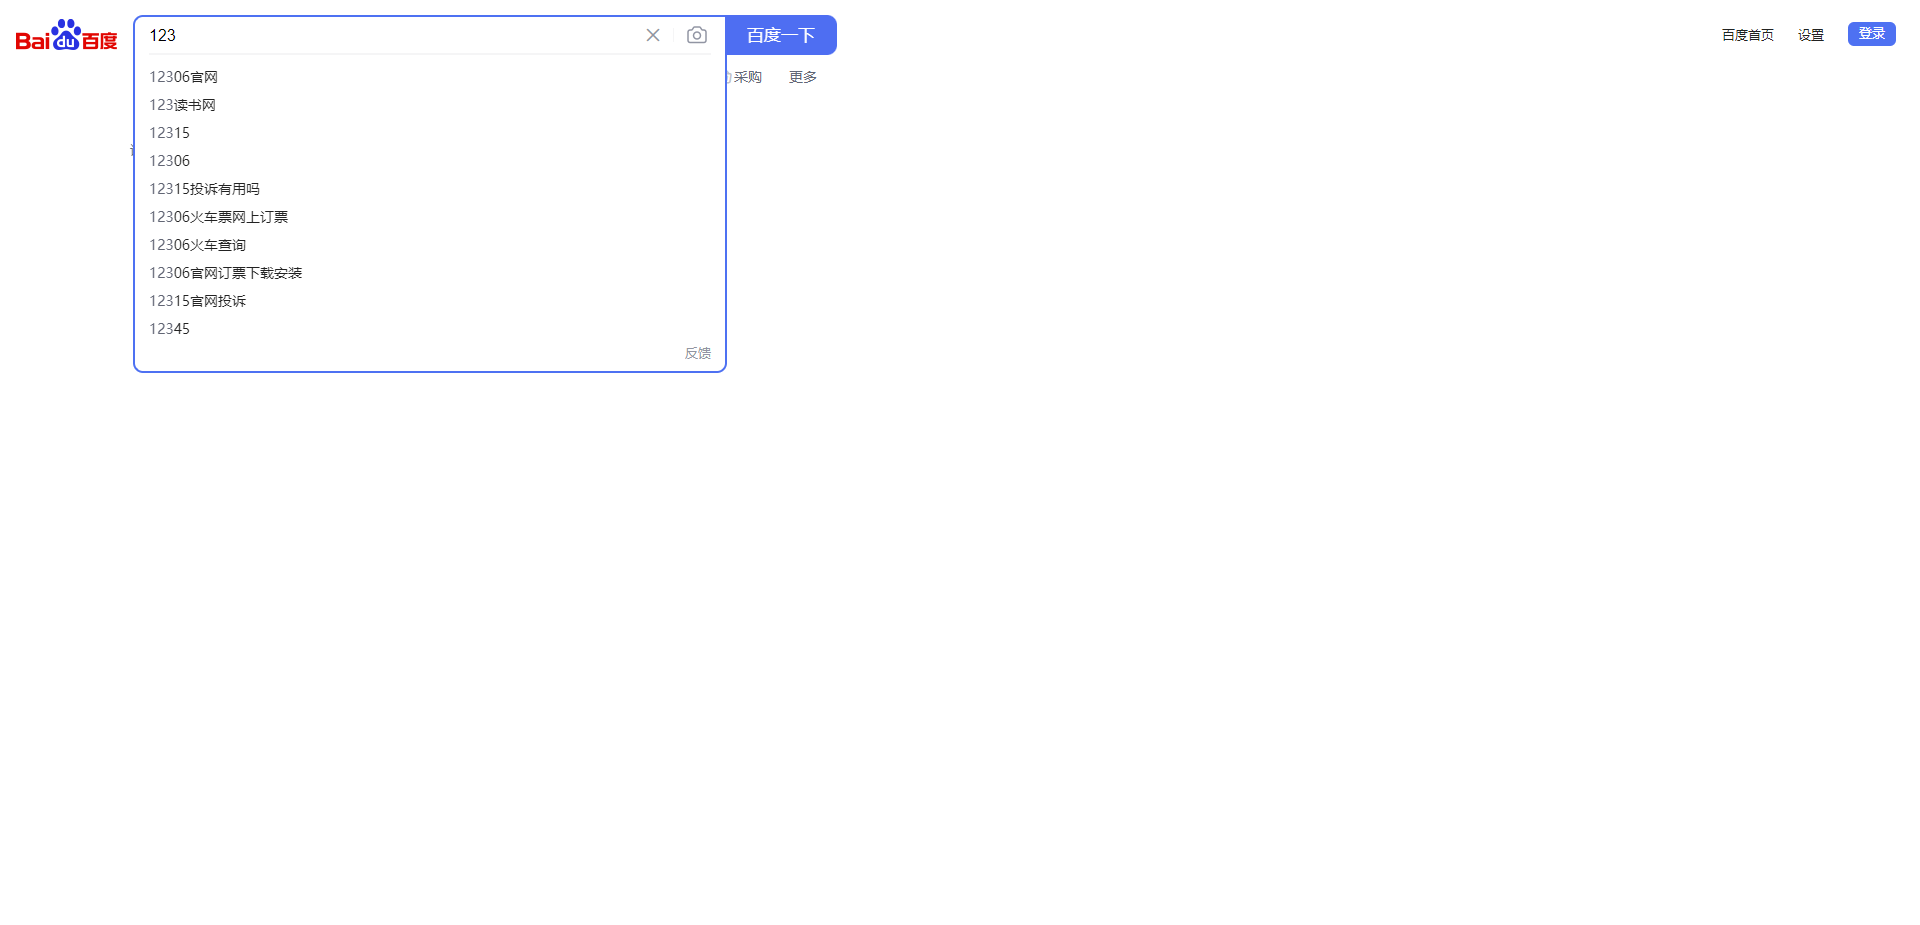 Bai du 百度
123
百度一下
百度首页
设置
登录
12306官网
采购
更多
123读书网
12315
12306
12315投诉有用吗
12306火车票网上订票
12306火车查询
12306官网订票下载安装
12315官网投诉
12345
反馈